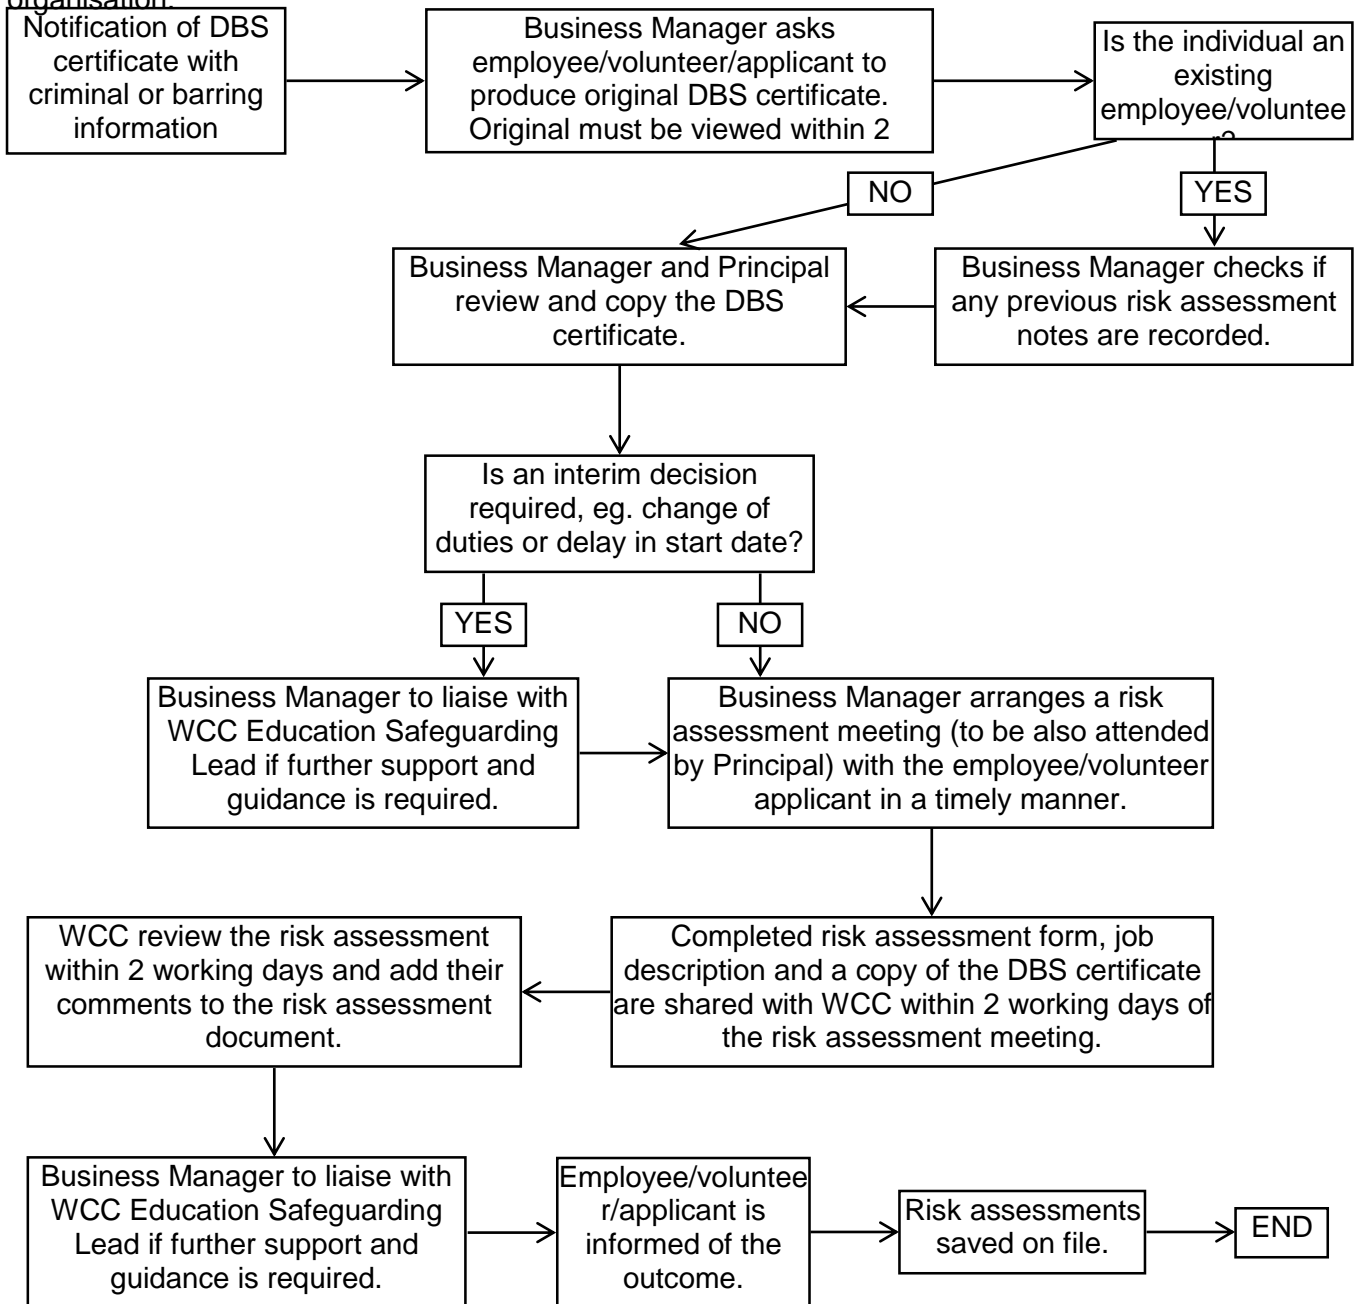 organisation.
Notification of DBS
certificate with
criminal or barring
information
Business Manager asks
employee/volunteer/applicant to
produce original DBS certificate.
Original must be viewed within 2
Is the individual an
existing
employee/voluntee
r?
NO
YES
Business Manager and Principal
review and copy the DBS
certificate.
Business Manager checks if
any previous risk assessment
notes are recorded.
Is an interim decision
required, eg. change of
duties or delay in start date?
YES
NO
Business Manager to liaise with
WCC Education Safeguarding
Lead if further support and
guidance is required.
Business Manager arranges a risk
assessment meeting (to be also attended
by Principal) with the employee/volunteer
applicant in a timely manner.
WCC review the risk assessment
within 2 working days and add their
comments to the risk assessment
document.
Completed risk assessment form, job
description and a copy of the DBS certificate
are shared with WCC within 2 working days of
the risk assessment meeting.
Business Manager to liaise with
WCC Education Safeguarding
Lead if further support and
guidance is required.
Employee/voluntee
r/applicant is
informed of the
outcome.
Risk assessments
saved on file.
END